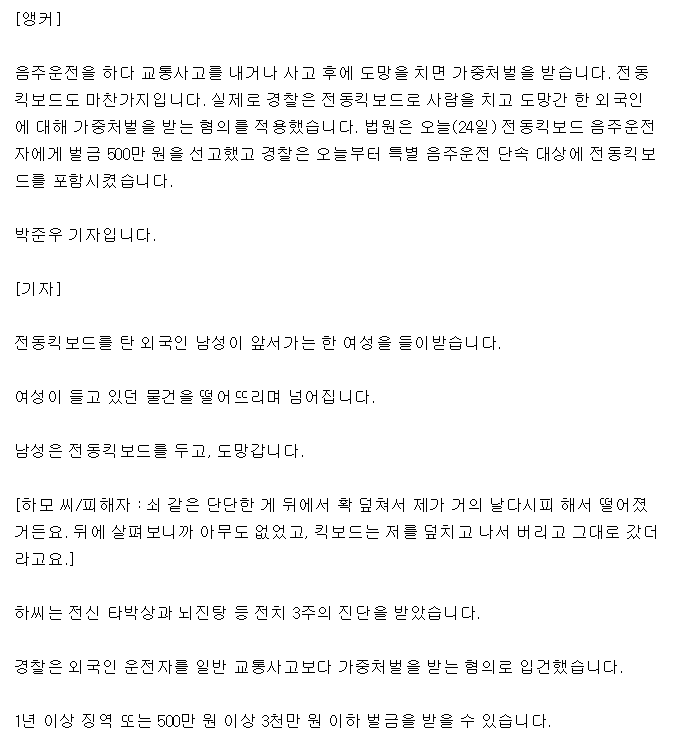 [앵커]
음주운전을 하다 교통사고를 내거나 사고 후에 도망을 치면 가중처벌을 받습니다. 전동
킥보드도 마찬가지입니다. 실제로 경찰은 전동킥보드로 사람을 치고 도망간 한 외국인
에 대해 가중처벌을 받는 혐의를 적용했습니다. 법원은 오늘(24일) 전동킥보드 음주운전
자에게 벌금 500만 원을 선고했고 경찰은 오늘부터 특별 음주운전 단속 대상에 전동킥보
드를 포함시켰습니다.
박준우 기자입니다.
[기자]
전동킥보드를 탄 외국인 남성이 앞서가는 한 여성을 들이받습니다.
여성이 들고 있던 물건을 떨어뜨리며 넘어집니다.
남성은 전동킥보드를 두고, 도망갑니다.
[하모 씨/피해자 : 쇠 같은 단단한 게 뒤에서 확 덮쳐서 제가 거의 날다시피 해서 떨어졌
거든요. 뒤에 살펴보니까 아무도 없었고, 킥보드는 저를 덮치고 나서 버리고 그대로 갔더
라고요.]
하씨는 전신 타박상과 뇌진탕 등 전치 3주의 진단을 받았습니다.
경찰은 외국인 운전자를 일반 교통사고보다 가중처벌을 받는 혐의로 입건했습니다.
1년 이상 징역 또는 500만 원 이상 3천만 원 이하 벌금을 받을 수 있습니다.